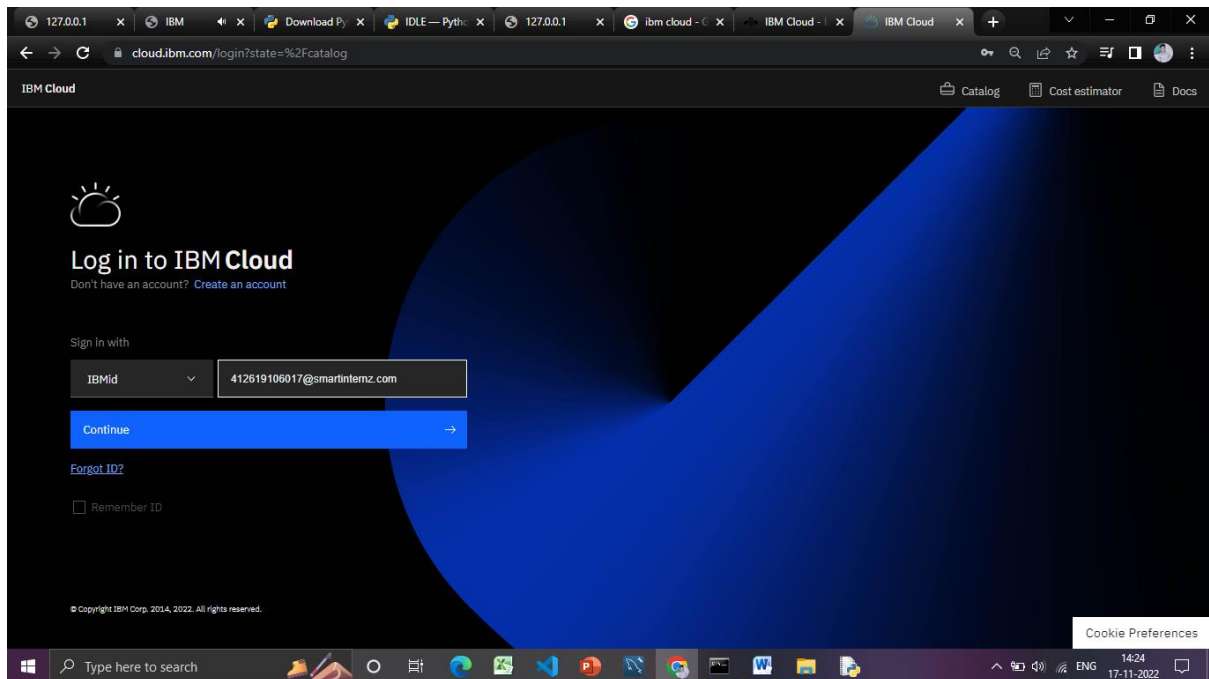 127.0.0.1 IBM Download Py IDLE — Pytho 127.0.0.1 ibm cloud - G IBM Cloud - IBM Cloud
cloud.ibm.com/login?state=%2Fcatalog
IBM Cloud Catalog Cost estimator Docs
Log in to IBM Cloud
Don't have an account? Create an account
Sign in with
IBMid 412619106017@smartinternz.com
Continue
Forgot ID?
Remember ID
© Copyright IBM Corp. 2014, 2022. All rights reserved.
Cookie Preferences
Type here to search ENG 14:24
17-11-2022